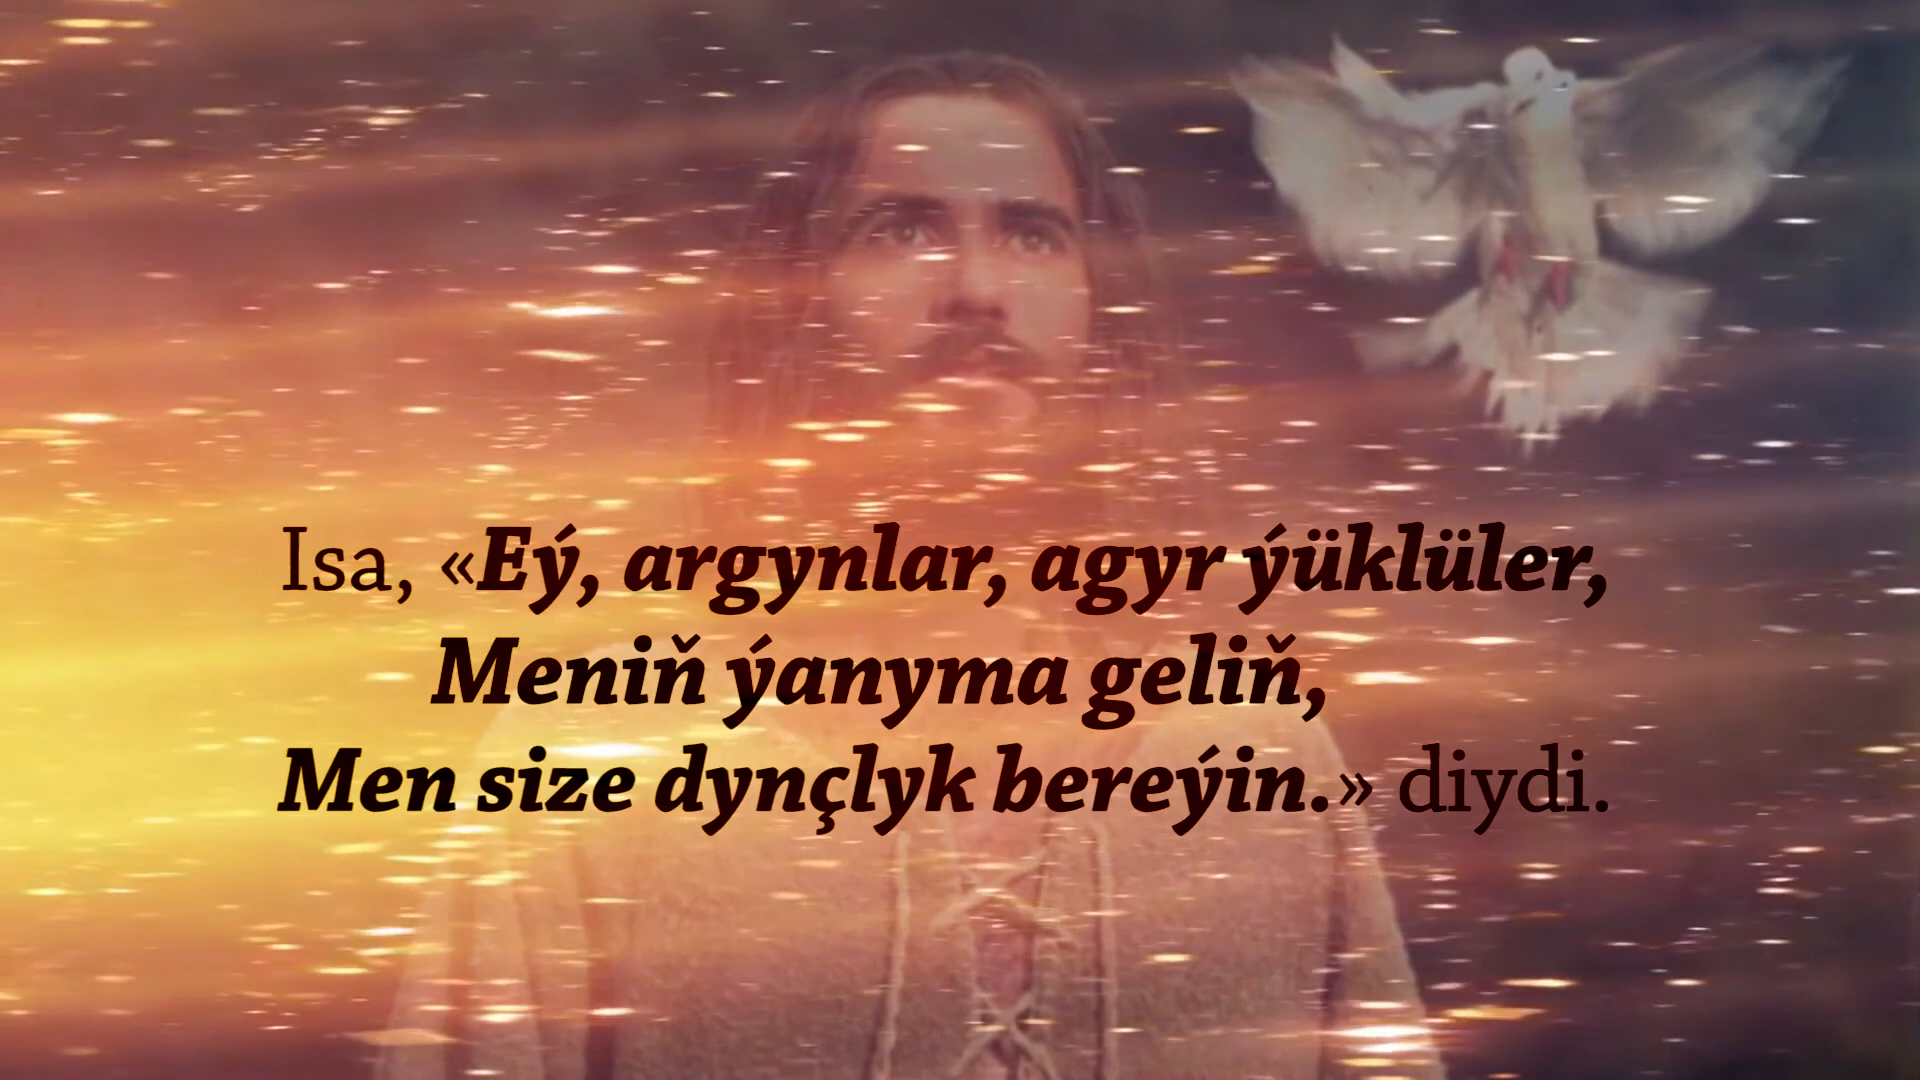 Isa, «Eý, argynlar, agyr ýüklüler,
Meniň ýanyma geliň,
Men size dynçlyk bereýin.» diydi.